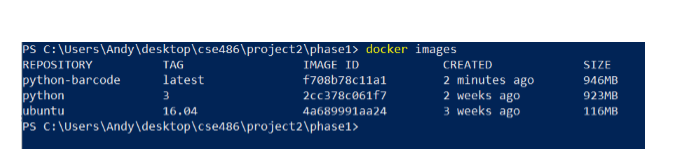 PS C:\Users\Andy\desktop\cse486\project2\phase1> docker images
REPOSITORY TAG IMAGE ID CREATED SIZE
python-barcode latest f708b78c11a1 2 minutes ago 946MB
python 3 2cc378c061f7 2 weeks ago 923MB
ubuntu 16.04 4a689991aa24 3 weeks ago 116MB
PS C:\Users\Andy\desktop\cse486\project2\phase1>